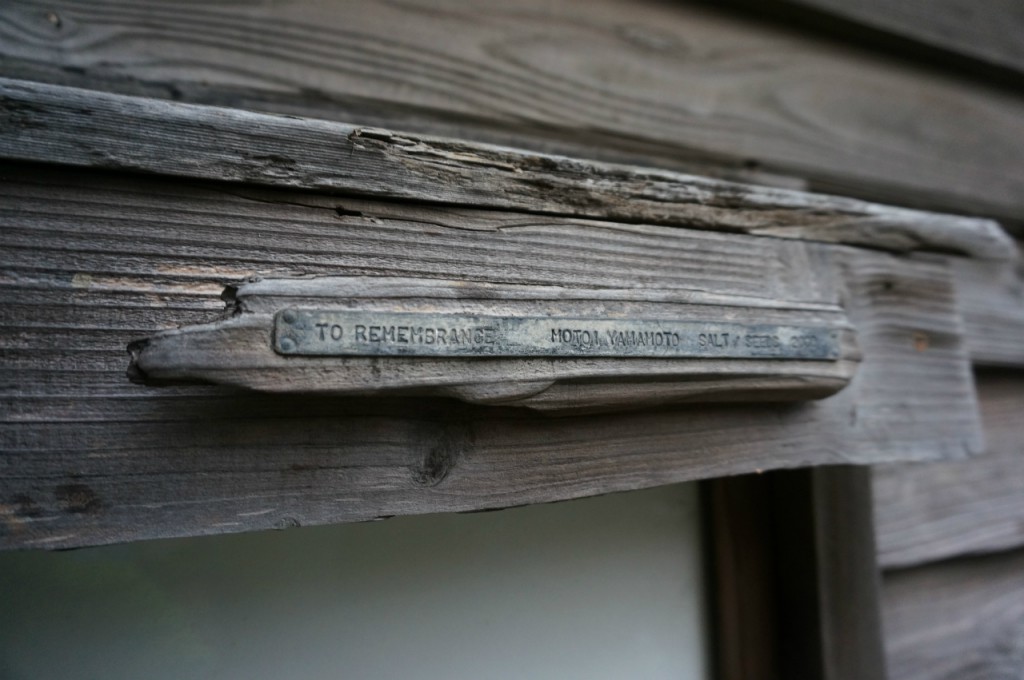 TO REMEMBRANCE MOTOI YAMAMOTO SALT / SEEDS